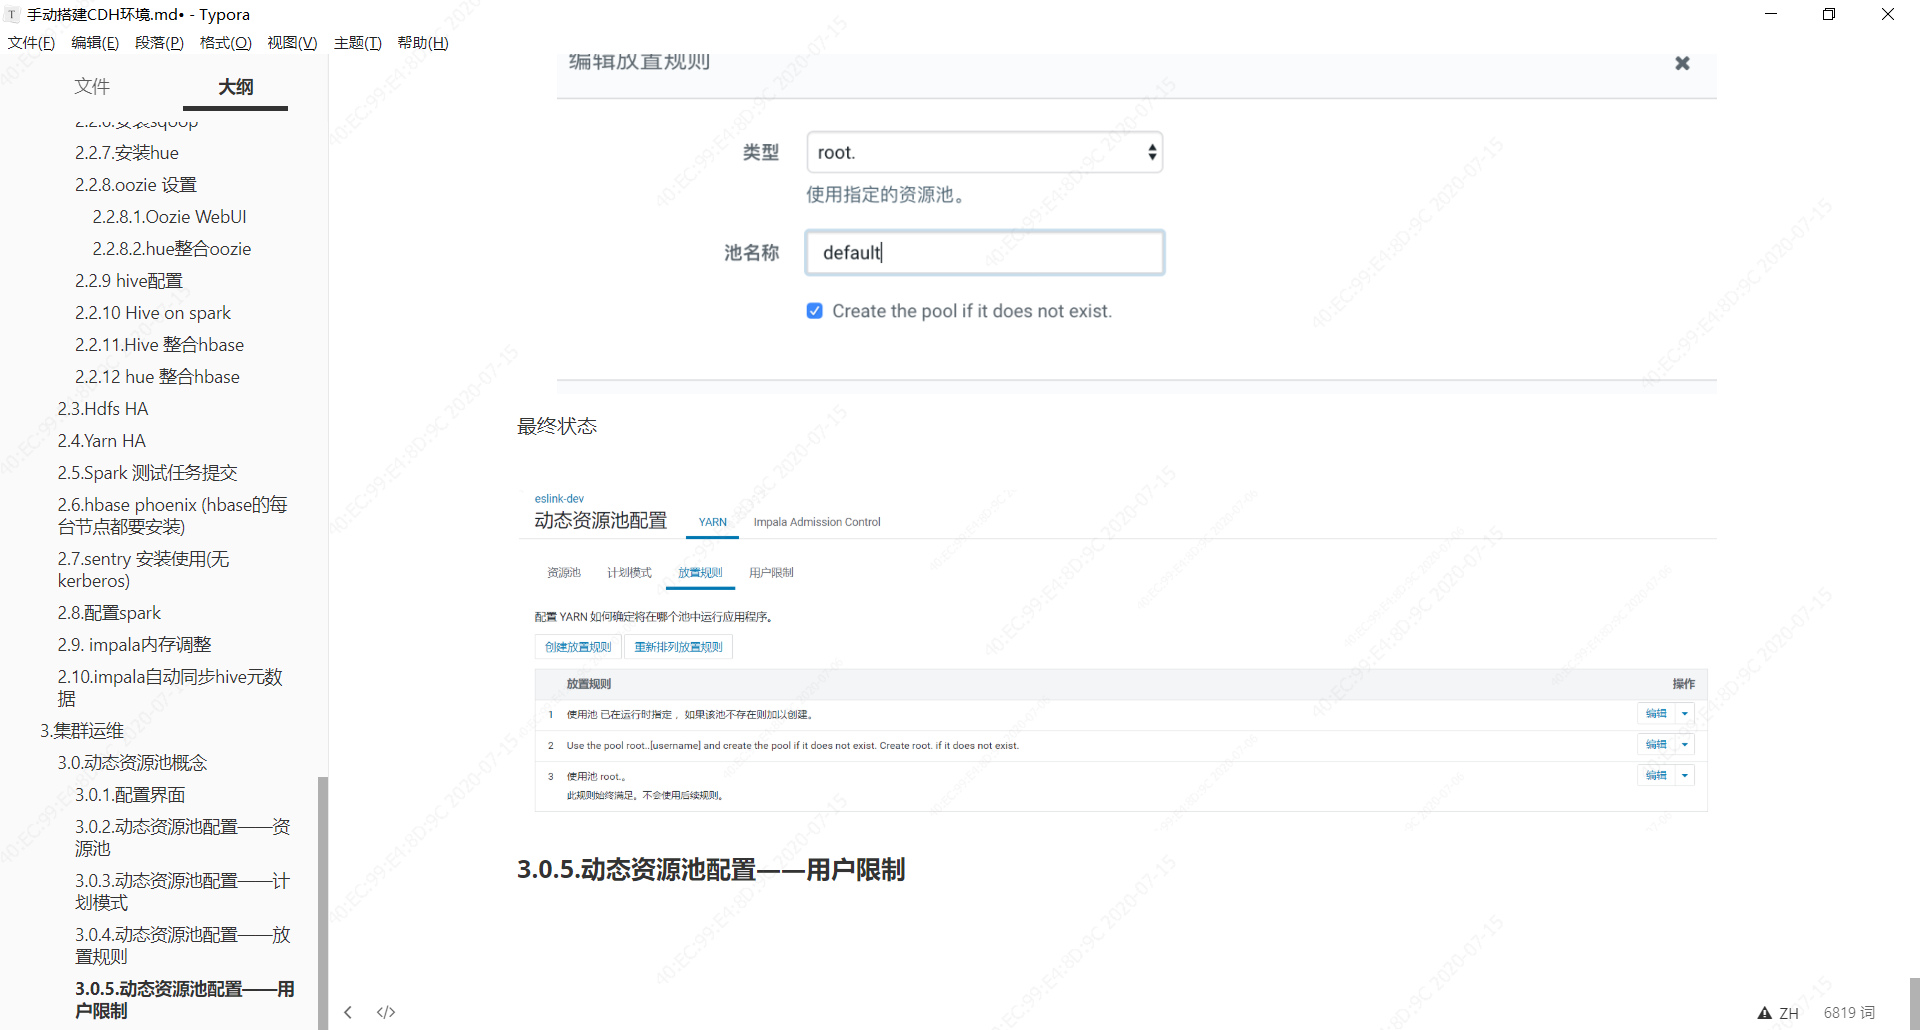 手动搭建CDH环境.md• - Typora
文件(F) 编辑(E) 段落(P) 格式(O) 视图(V) 主题(T) 帮助(H)
文件 大纲
2.2.6.安装sqoop
2.2.7.安装hue
2.2.8.oozie 设置
2.2.8.1.Oozie WebUI
2.2.8.2.hue整合oozie
2.2.9 hive配置
2.2.10 Hive on spark
2.2.11.Hive 整合hbase
2.2.12 hue 整合hbase
2.3.Hdfs HA
2.4.Yarn HA
2.5.Spark 测试任务提交
2.6.hbase phoenix (hbase的每
台节点都要安装)
2.7.sentry 安装使用(无
kerberos)
2.8.配置spark
2.9. impala内存调整
2.10.impala自动同步hive元数
据
3.集群运维
3.0.动态资源池概念
3.0.1.配置界面
3.0.2.动态资源池配置——资
源池
3.0.3.动态资源池配置——计
划模式
3.0.4.动态资源池配置——放
置规则
3.0.5.动态资源池配置——用
户限制
编辑放置规则
类型 root.
使用指定的资源池。
池名称 default
Create the pool if it does not exist.
最终状态
eslink-dev
动态资源池配置 YARN Impala Admission Control
资源池 计划模式 放置规则 用户限制
配置 YARN 如何确定将在哪个池中运行应用程序。
创建放置规则 重新排列放置规则
放置规则 操作
1 使用池 已在运行时指定， 如果该池不存在则加以创建。 编辑
2 Use the pool root..[username] and create the pool if it does not exist. Create root. if it does not exist. 编辑
3 使用池 root.。 编辑
此规则始终满足。不会使用后续规则。
3.0.5.动态资源池配置——用户限制
</> ZH 6819 词
40:EC:99:E4:8D:9C 2020-07-15